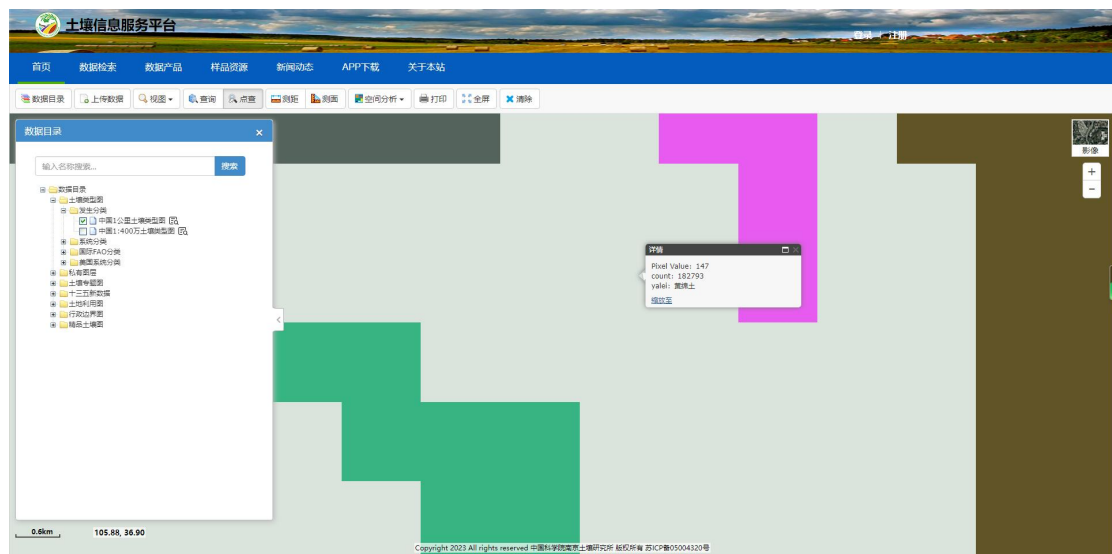 土壤信息服务平台
登录 | 注册
首页 数据检索 数据产品 样品资源 新闻动态 APP下载 关于本站
数据目录 上传数据 视图 查询 点查 测距 测面 空间分析 打印 全屏 清除
数据目录 ×
输入名称搜索... 搜索
数据目录
土壤类型图
发生分类
中国1公里土壤类型图
中国1:400万土壤类型图
系统分类
国际FAO分类
美国系统分类
私有图层
土壤专题图
十三五新数据
土地利用图
行政边界图
精品土壤图
影像
+
-
详情
Pixel Value: 147
count: 182793
yalei: 黄绵土
缩放至
0.6km
105.88, 36.90
Copyright 2023 All rights reserved 中国科学院南京土壤研究所 版权所有 苏ICP备05004320号